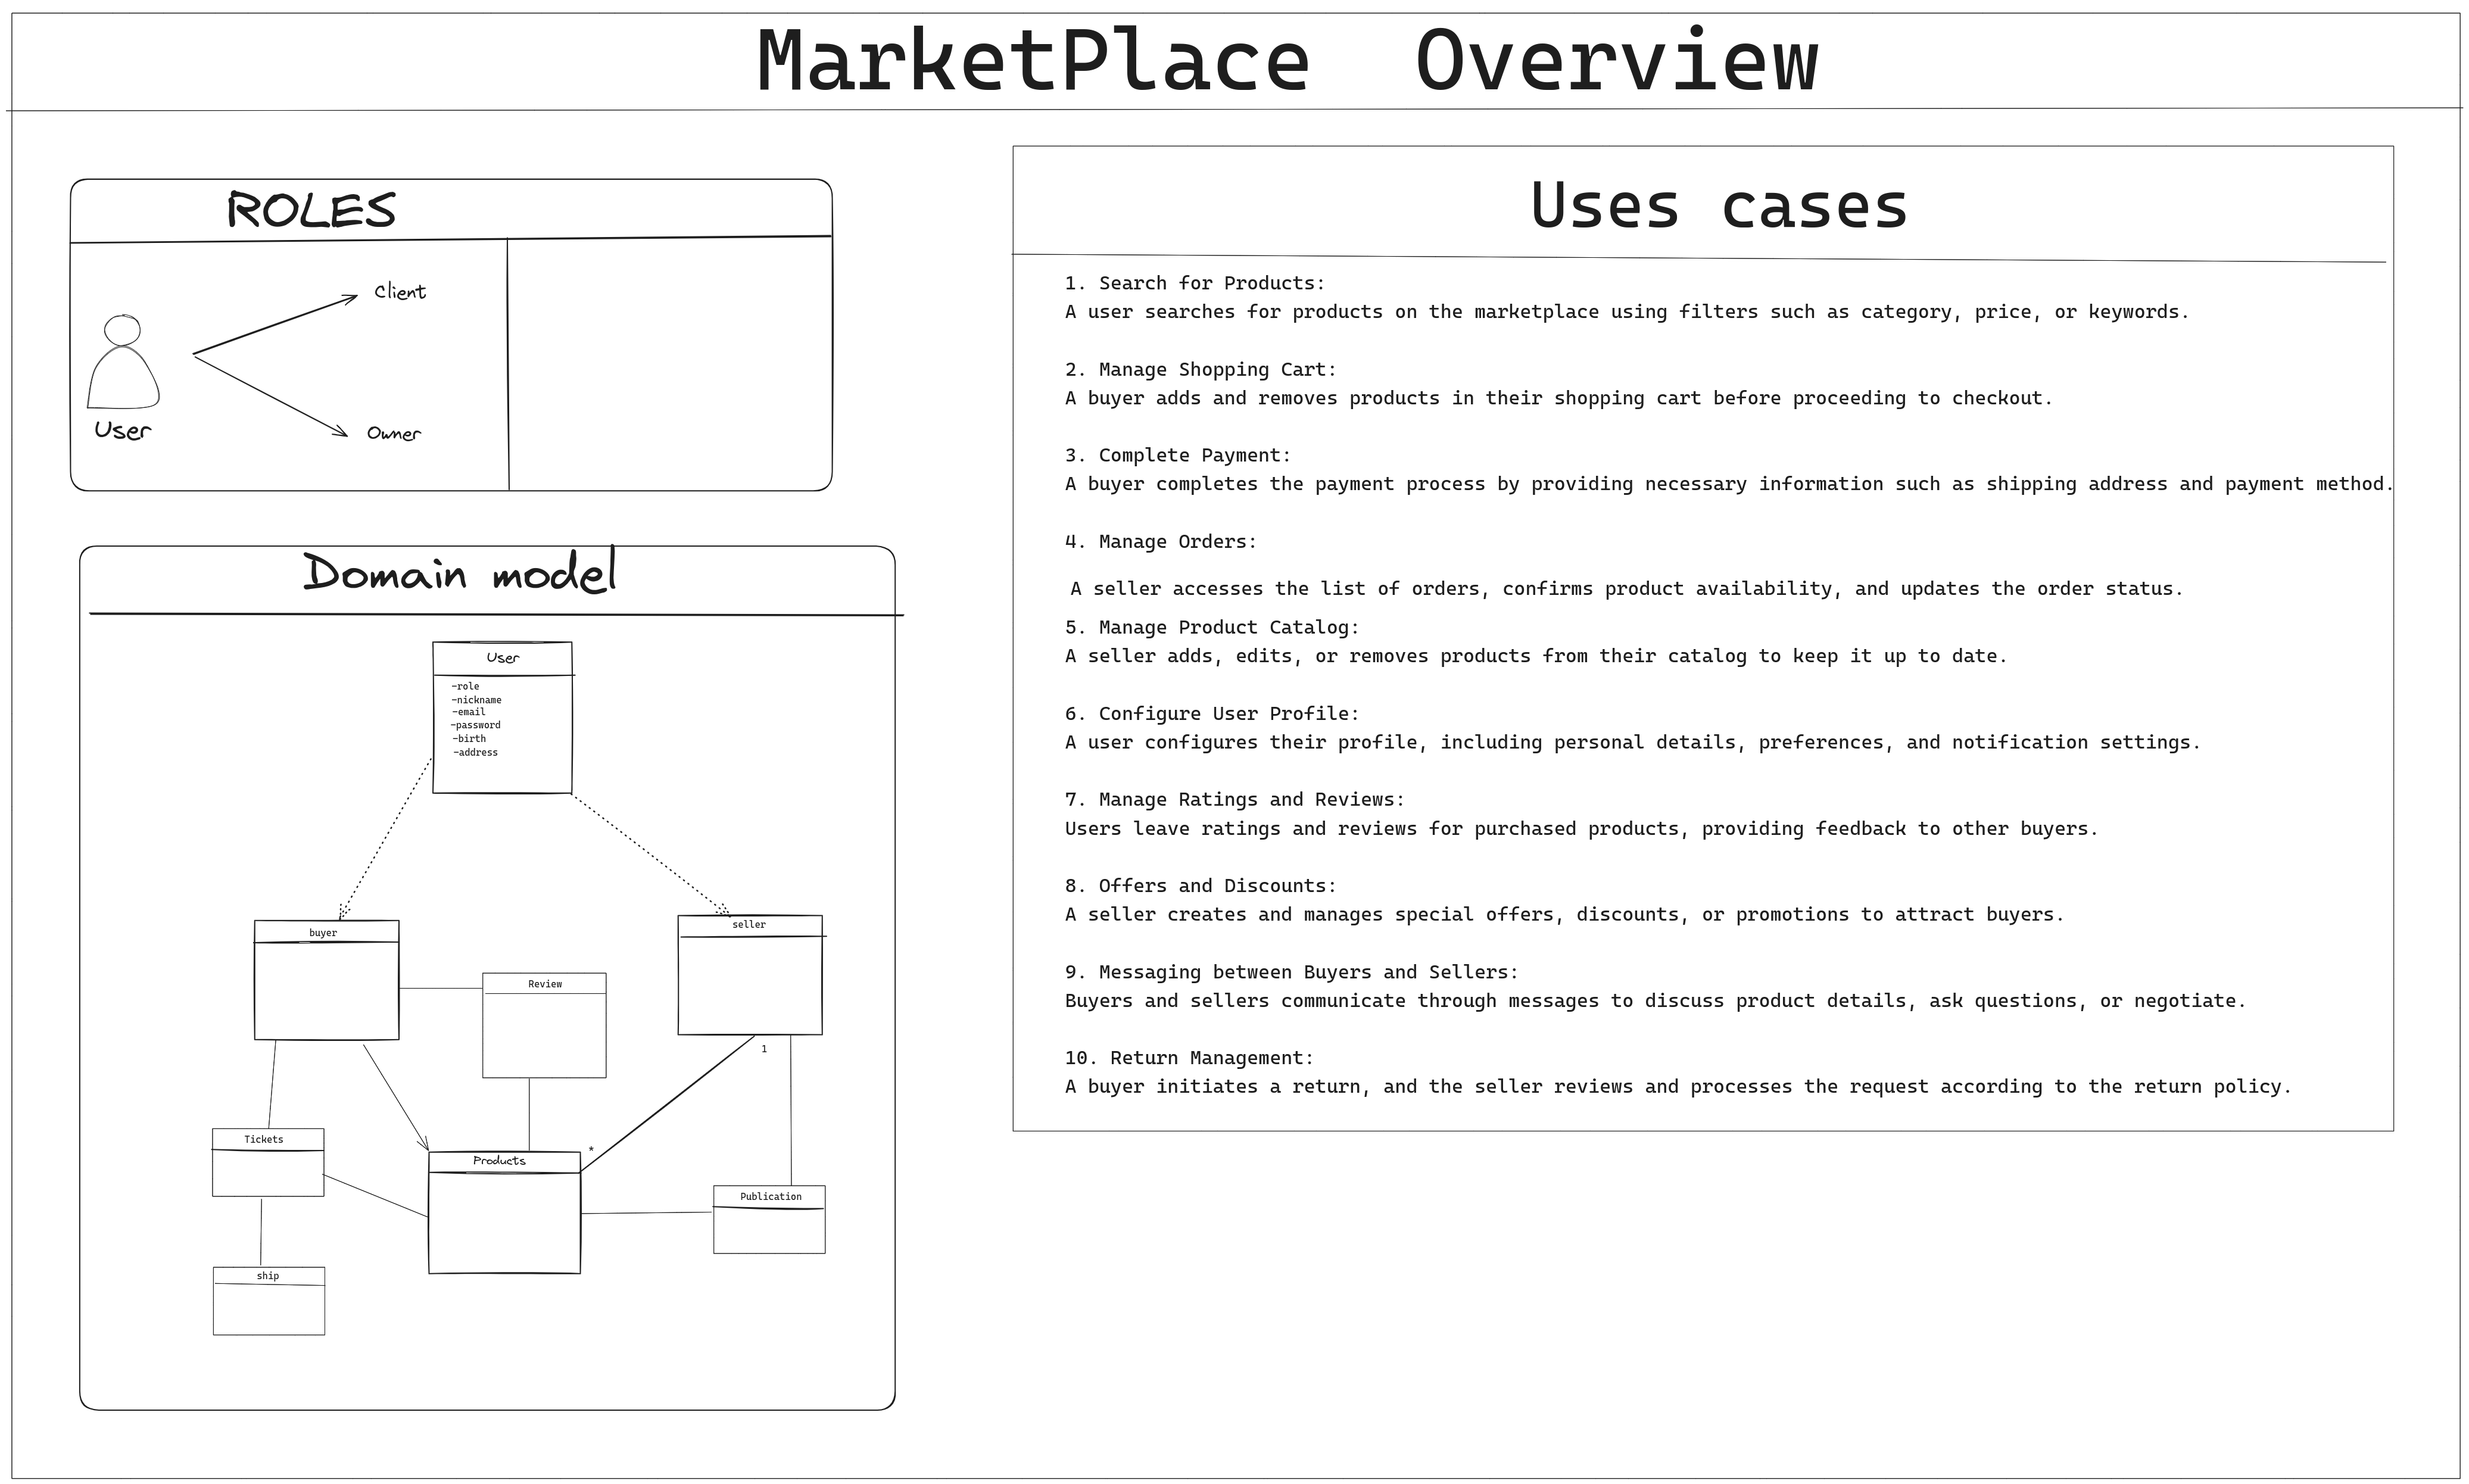 MarketPlace Overview
ROLES
Client
User
Owner
Domain model
User
-role
-nickname
-email
-password
-birth
-address
buyer
seller
Review
1
Tickets
*
Products
Publication
ship
Uses cases
1. Search for Products:
A user searches for products on the marketplace using filters such as category, price, or keywords.
2. Manage Shopping Cart:
A buyer adds and removes products in their shopping cart before proceeding to checkout.
3. Complete Payment:
A buyer completes the payment process by providing necessary information such as shipping address and payment method.
4. Manage Orders:
A seller accesses the list of orders, confirms product availability, and updates the order status.
5. Manage Product Catalog:
A seller adds, edits, or removes products from their catalog to keep it up to date.
6. Configure User Profile:
A user configures their profile, including personal details, preferences, and notification settings.
7. Manage Ratings and Reviews:
Users leave ratings and reviews for purchased products, providing feedback to other buyers.
8. Offers and Discounts:
A seller creates and manages special offers, discounts, or promotions to attract buyers.
9. Messaging between Buyers and Sellers:
Buyers and sellers communicate through messages to discuss product details, ask questions, or negotiate.
10. Return Management:
A buyer initiates a return, and the seller reviews and processes the request according to the return policy.